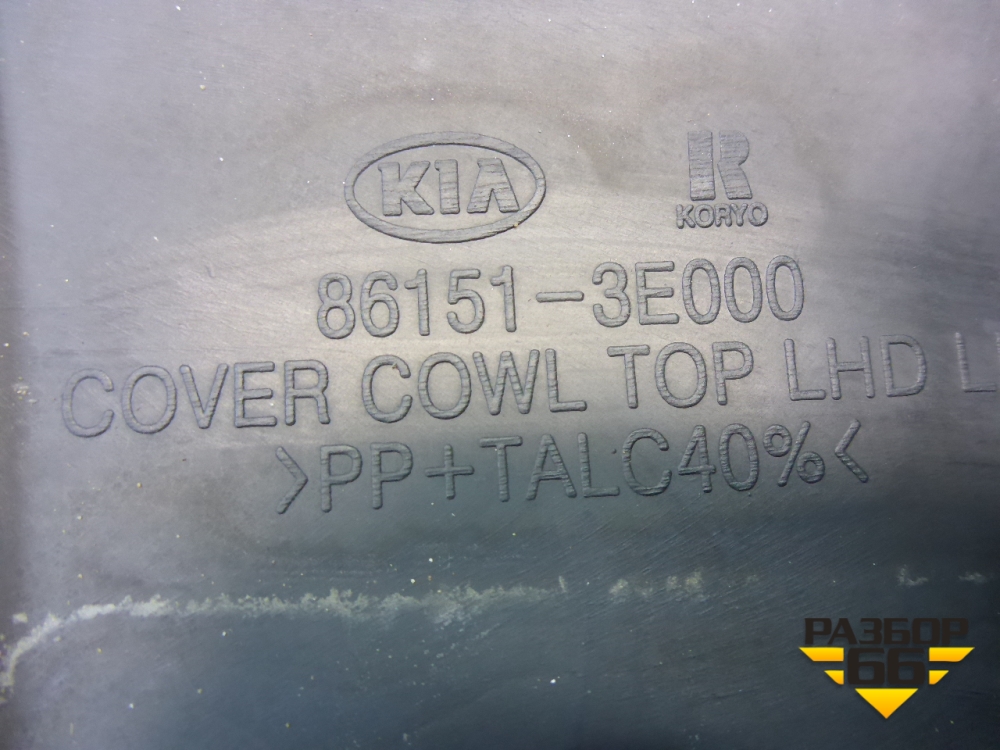 KIA
KORYO
86151-3E000
COVER COWL TOP LHD L
>PP+TALC40%<
РАЗБОР
66